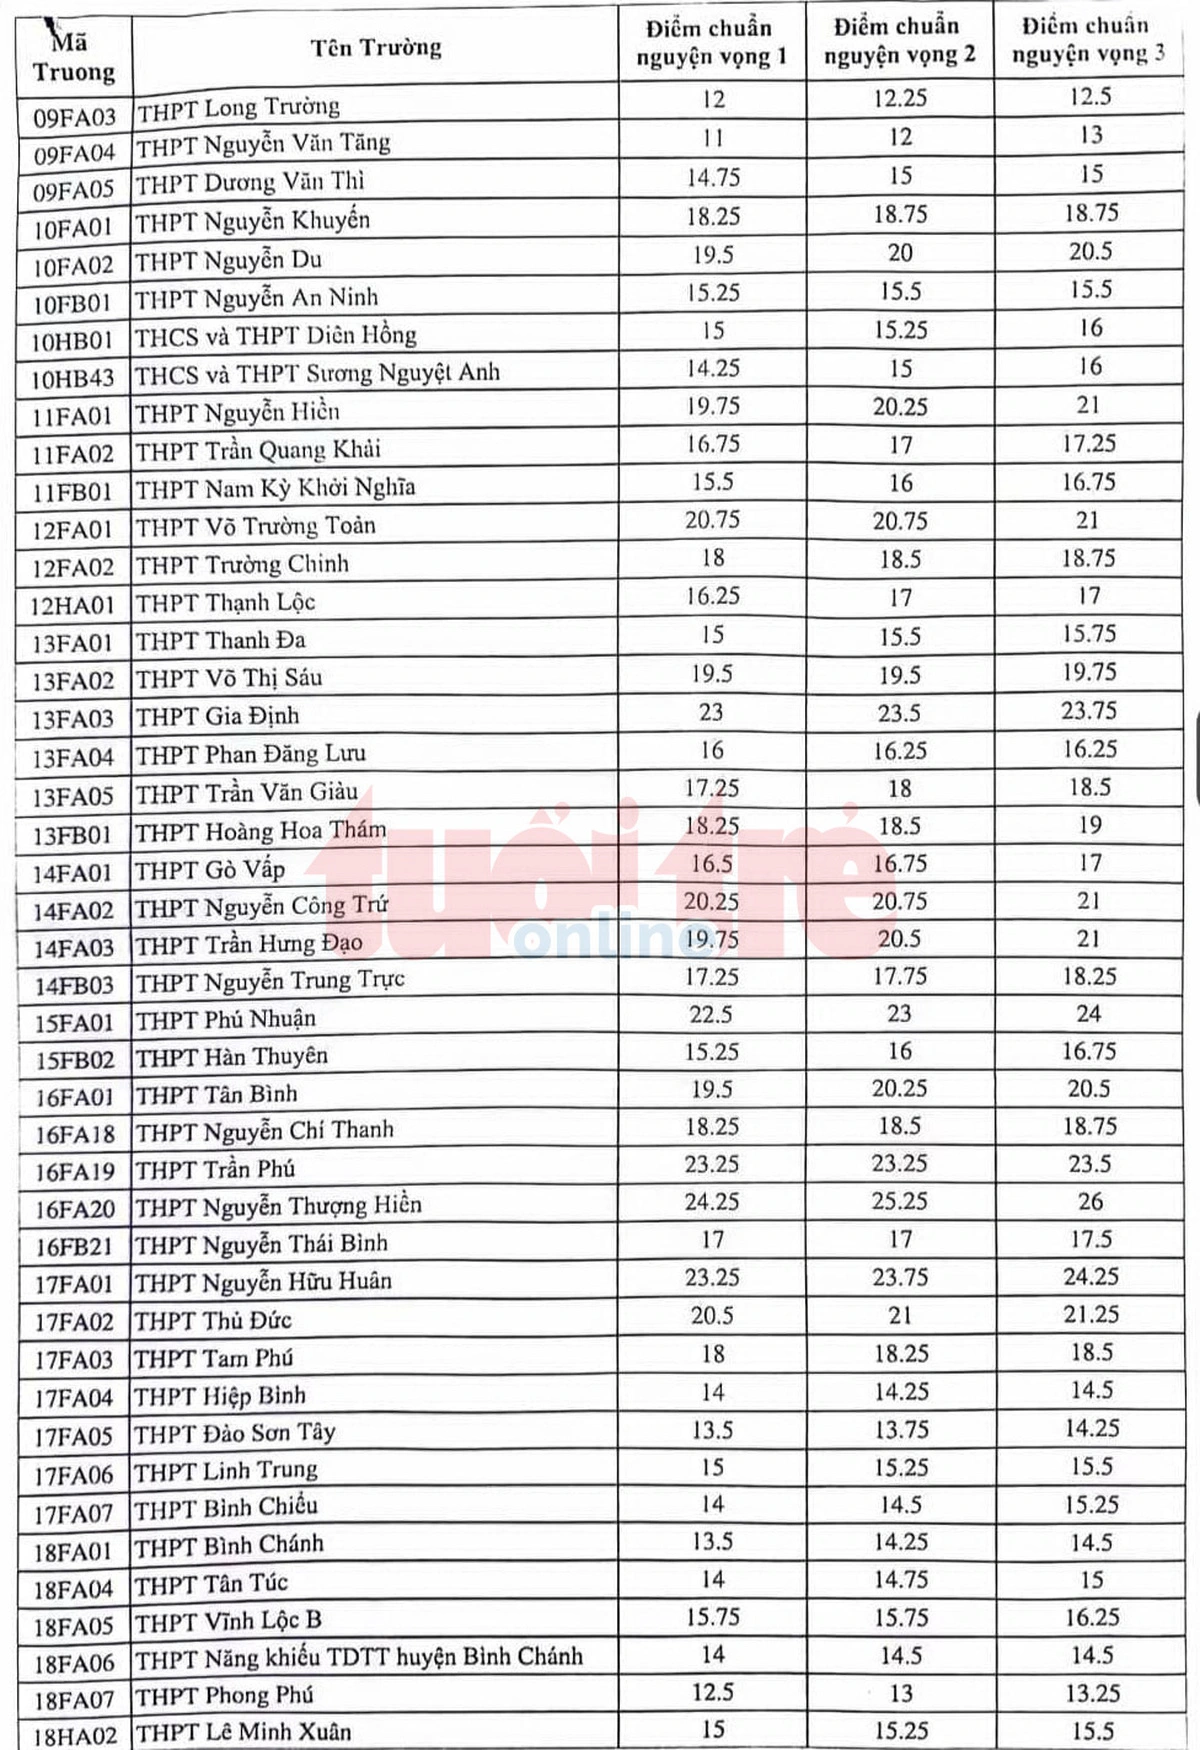 Mã Truong Tên Trường Điểm chuẩn nguyện vọng 1 Điểm chuẩn nguyện vọng 2 Điểm chuẩn nguyện vọng 3
09FA03 THPT Long Trường 12 12.25 12.5
09FA04 THPT Nguyễn Văn Tăng 11 12 13
09FA05 THPT Dương Văn Thì 14.75 15 15
10FA01 THPT Nguyễn Khuyến 18.25 18.75 18.75
10FA02 THPT Nguyễn Du 19.5 20 20.5
10FB01 THPT Nguyễn An Ninh 15.25 15.5 15.5
10HB01 THCS và THPT Diên Hồng 15 15.25 16
10HB43 THCS và THPT Sương Nguyệt Anh 14.25 15 16
11FA01 THPT Nguyễn Hiền 19.75 20.25 21
11FA02 THPT Trần Quang Khải 16.75 17 17.25
11FB01 THPT Nam Kỳ Khởi Nghĩa 15.5 16 16.75
12FA01 THPT Võ Trường Toản 20.75 20.75 21
12FA02 THPT Trường Chinh 18 18.5 18.75
12HA01 THPT Thạnh Lộc 16.25 17 17
13FA01 THPT Thanh Đa 15 15.5 15.75
13FA02 THPT Võ Thị Sáu 19.5 19.5 19.75
13FA03 THPT Gia Định 23 23.5 23.75
13FA04 THPT Phan Đăng Lưu 16 16.25 16.25
13FA05 THPT Trần Văn Giàu 17.25 18 18.5
13FB01 THPT Hoàng Hoa Thám 18.25 18.5 19
14FA01 THPT Gò Vấp 16.5 16.75 17
14FA02 THPT Nguyễn Công Trứ 20.25 20.75 21
14FA03 THPT Trần Hưng Đạo 19.75 20.5 21
14FB03 THPT Nguyễn Trung Trực 17.25 17.75 18.25
15FA01 THPT Phú Nhuận 22.5 23 24
15FB02 THPT Hàn Thuyên 15.25 16 16.75
16FA01 THPT Tân Bình 19.5 20.25 20.5
16FA18 THPT Nguyễn Chí Thanh 18.25 18.5 18.75
16FA19 THPT Trần Phú 23.25 23.25 23.5
16FA20 THPT Nguyễn Thượng Hiền 24.25 25.25 26
16FB21 THPT Nguyễn Thái Bình 17 17 17.5
17FA01 THPT Nguyễn Hữu Huân 23.25 23.75 24.25
17FA02 THPT Thủ Đức 20.5 21 21.25
17FA03 THPT Tam Phú 18 18.25 18.5
17FA04 THPT Hiệp Bình 14 14.25 14.5
17FA05 THPT Đào Sơn Tây 13.5 13.75 14.25
17FA06 THPT Linh Trung 15 15.25 15.5
17FA07 THPT Bình Chiểu 14 14.5 15.25
18FA01 THPT Bình Chánh 13.5 14.25 14.5
18FA04 THPT Tân Túc 14 14.75 15
18FA05 THPT Vĩnh Lộc B 15.75 15.75 16.25
18FA06 THPT Năng khiếu TDTT huyện Bình Chánh 14 14.5 14.5
18FA07 THPT Phong Phú 12.5 13 13.25
18HA02 THPT Lê Minh Xuân 15 15.25 15.5
tuổi trẻ
online